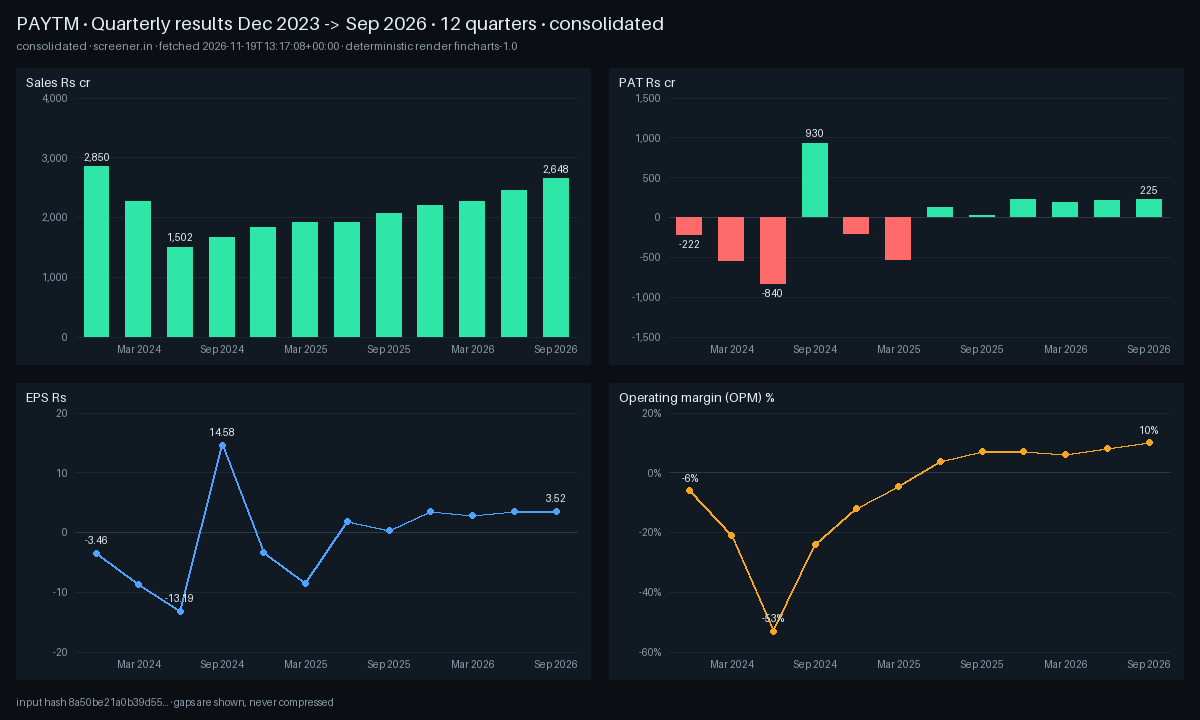 PAYTM · Quarterly results Dec 2023 -> Sep 2026 · 12 quarters · consolidated
consolidated · screener.in · fetched 2026-11-19T13:17:08+00:00 · deterministic render fincharts-1.0
Sales Rs cr
4,000
3,000
2,000
1,000
0
2,850
1,502
2,648
Mar 2024
Sep 2024
Mar 2025
Sep 2025
Mar 2026
Sep 2026
PAT Rs cr
1,500
1,000
500
0
-500
-1,000
-1,500
-222
-840
930
225
Mar 2024
Sep 2024
Mar 2025
Sep 2025
Mar 2026
Sep 2026
EPS Rs
20
10
0
-10
-20
-3.46
-13.19
14.58
3.52
Mar 2024
Sep 2024
Mar 2025
Sep 2025
Mar 2026
Sep 2026
Operating margin (OPM) %
20%
0%
-20%
-40%
-60%
-6%
-53%
10%
Mar 2024
Sep 2024
Mar 2025
Sep 2025
Mar 2026
Sep 2026
input hash 8a50be21a0b39d55… · gaps are shown, never compressed